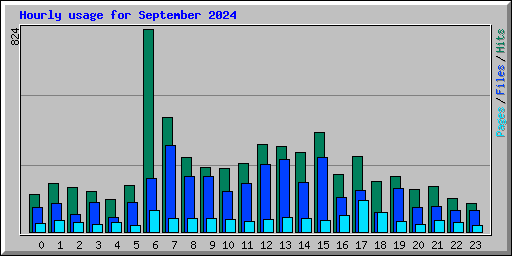 Hourly usage for September 2024
824
Pages/Files/Hits
0 1 2 3 4 5 6 7 8 9 10 11 12 13 14 15 16 17 18 19 20 21 22 23